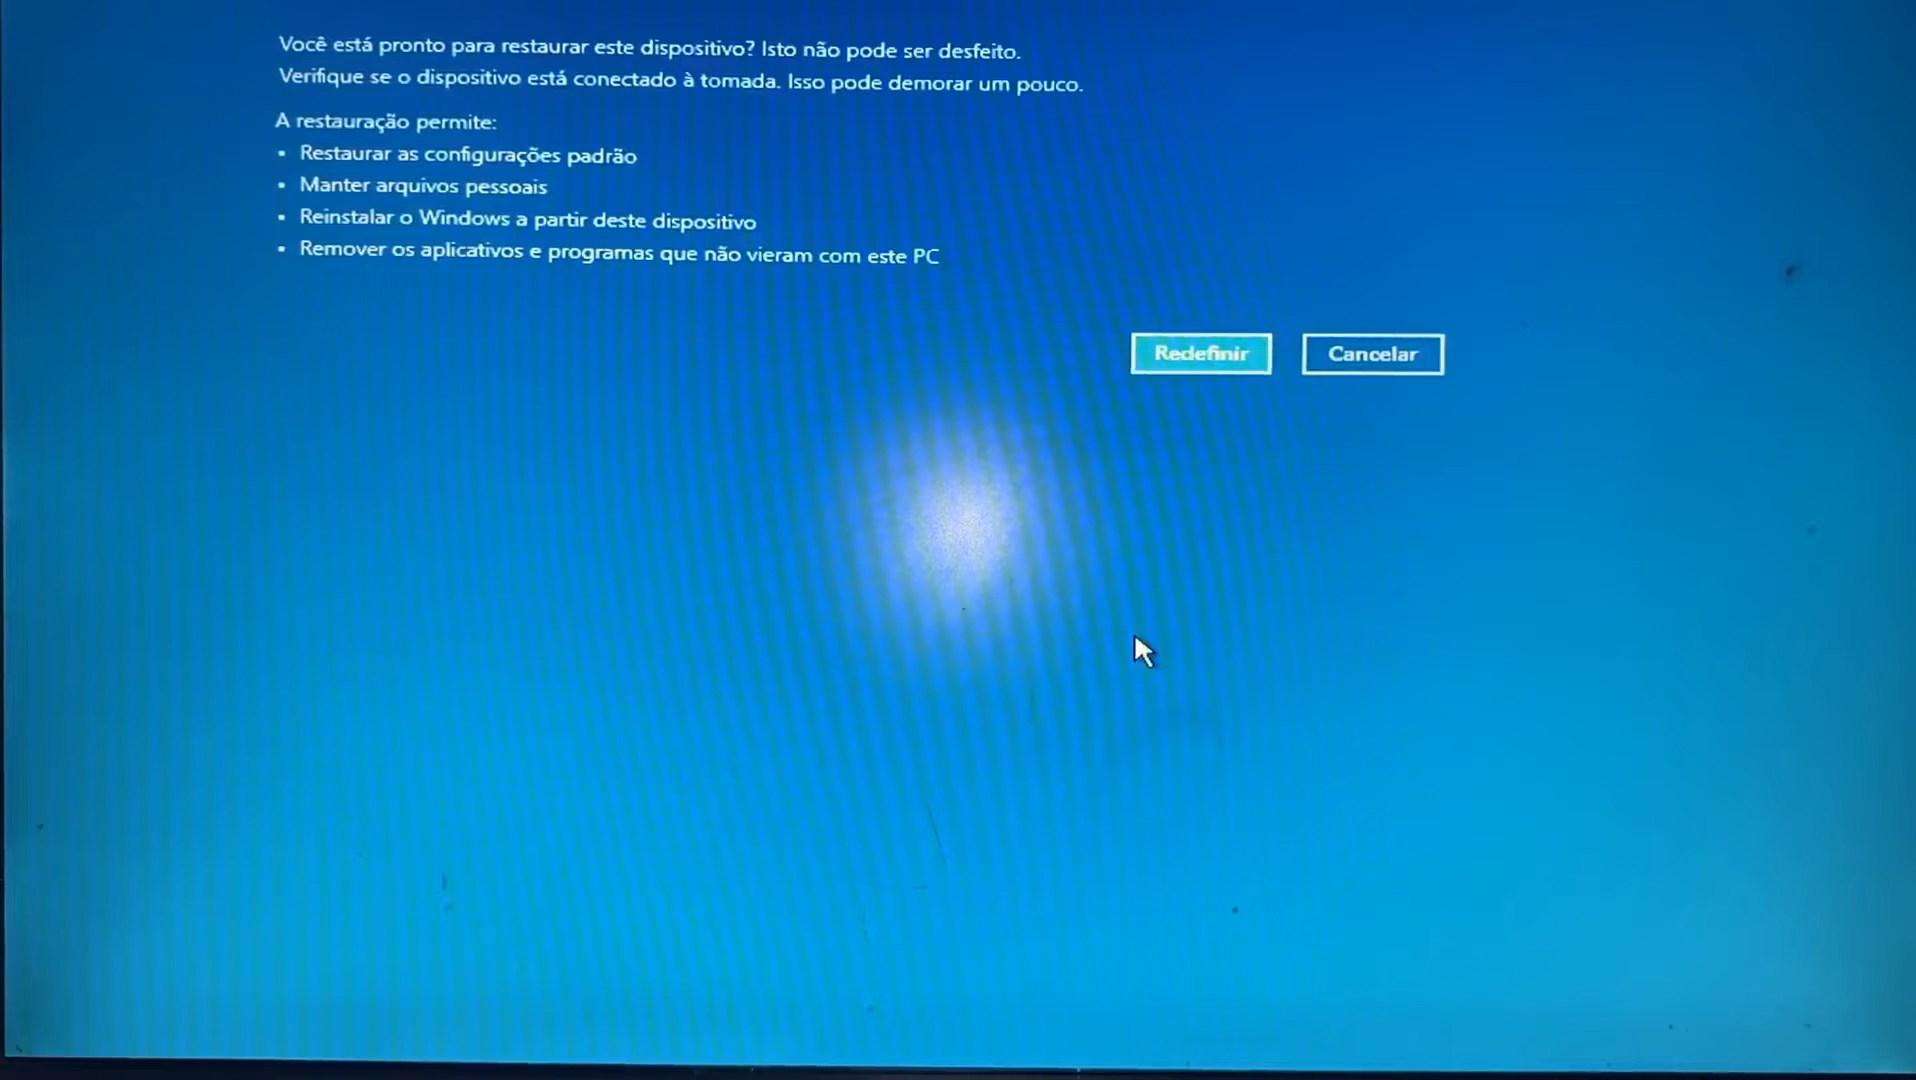 Você está pronto para restaurar este dispositivo? Isto não pode ser desfeito.
Verifique se o dispositivo está conectado à tomada. Isso pode demorar um pouco.
A restauração permite:
• Restaurar as configurações padrão
• Manter arquivos pessoais
• Reinstalar o Windows a partir deste dispositivo
• Remover os aplicativos e programas que não vieram com este PC
Redefinir
Cancelar